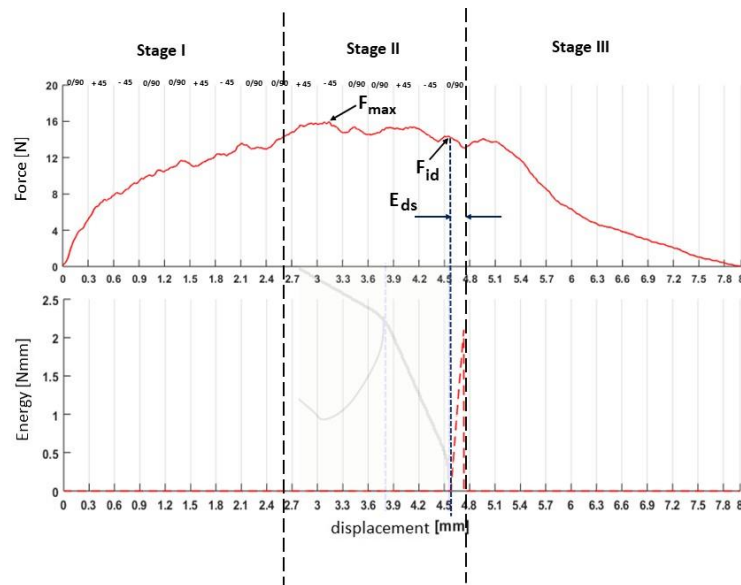 Stage I Stage II Stage III
0/90 + 45 - 45 0/90 0/90 + 45 - 45 0/90 0/90 + 45 - 45 0/90 0/90 + 45 - 45 0/90
20
16
12
8
4
0
Force [N]
Fmax
Fid
Eds
0 0.3 0.6 0.9 1.2 1.5 1.8 2.1 2.4 2.7 3 3.3 3.6 3.9 4.2 4.5 4.8 5.1 5.4 5.7 6 6.3 6.6 6.9 7.2 7.5 7.8 8.1
2.5
2
1.5
1
0.5
0
Energy [Nmm]
0 0.3 0.6 0.9 1.2 1.5 1.8 2.1 2.4 2.7 3 3.3 3.6 3.9 4.2 4.5 4.8 5.1 5.4 5.7 6 6.3 6.6 6.9 7.2 7.5 7.8
displacement [mm]